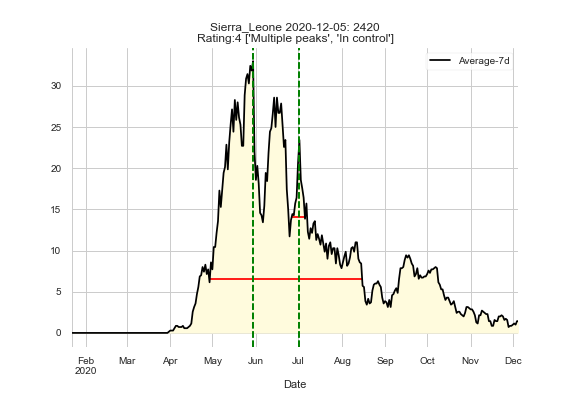 Sierra_Leone 2020-12-05: 2420
Rating:4 ['Multiple peaks', 'In control']
Average-7d
30
25
20
15
10
5
0
Feb Mar Apr May Jun Jul Aug Sep Oct Nov Dec
2020
Date